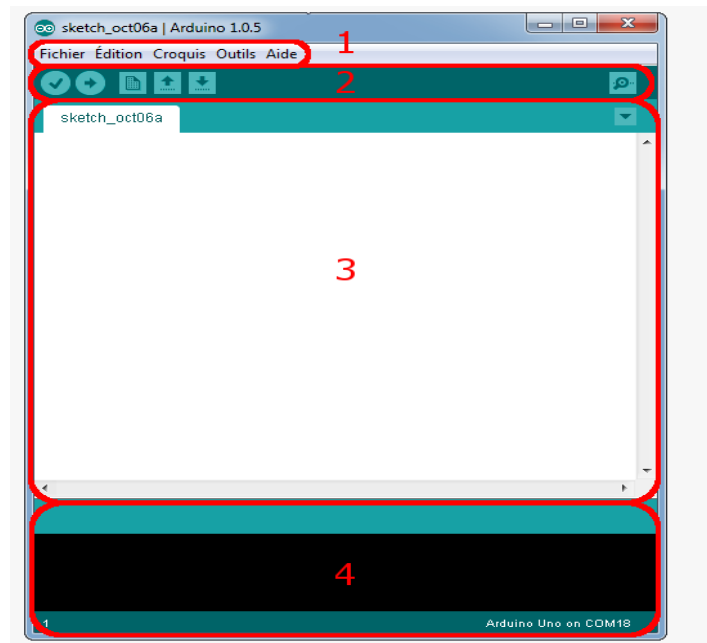 sketch_oct06a | Arduino 1.0.5
Fichier Édition Croquis Outils Aide 1
2
sketch_oct06a
3
4
1 Arduino Uno on COM18